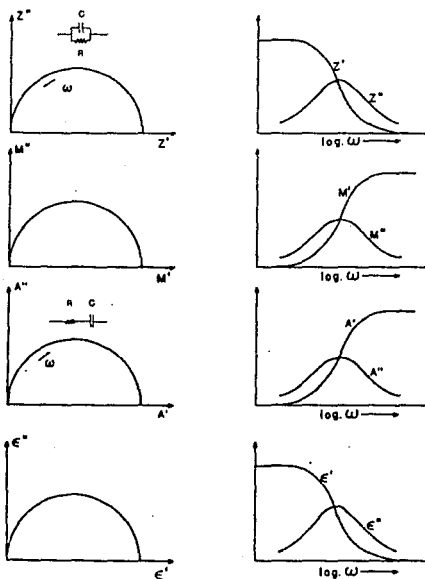 Z" C R ω Z'
Z' Z" log. ω
M" M'
M' M" log. ω
A" R C ω A'
A' A" log. ω
ϵ" ϵ'
ϵ' ϵ" log. ω